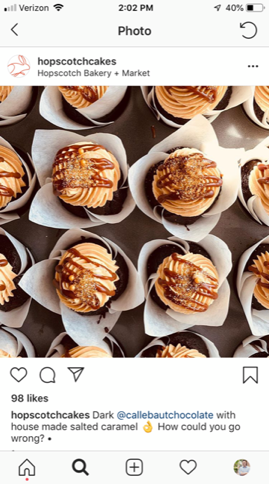 Verizon 2:02 PM 40%
Photo
hopscotchcakes
Hopscotch Bakery + Market
98 likes
hopscotchcakes Dark @callebautchocolate with
house made salted caramel 👌 How could you go
wrong? •